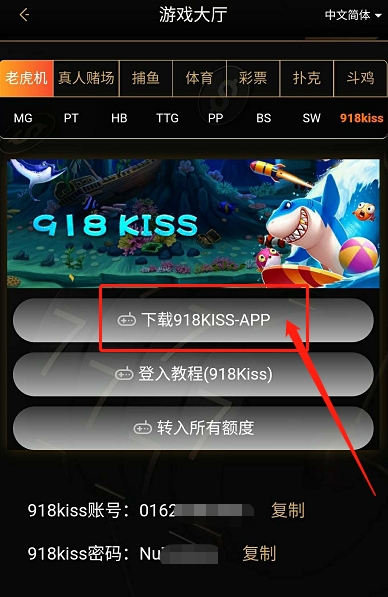 游戏大厅 中文简体
老虎机 真人赌场 捕鱼 体育 彩票 扑克 斗鸡
MG PT HB TTG PP BS SW 918kiss
918 KISS
下载918KISS-APP
登入教程(918Kiss)
转入所有额度
918kiss账号：0162 复制
918kiss密码：Nu 复制